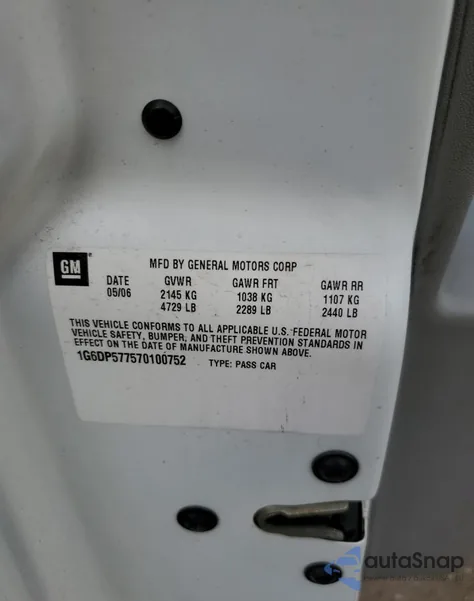 GM
MFD BY GENERAL MOTORS CORP
DATE GVWR GAWR FRT GAWR RR
05/06 2145 KG 1038 KG 1107 KG
4729 LB 2289 LB 2440 LB
THIS VEHICLE CONFORMS TO ALL APPLICABLE U.S. FEDERAL MOTOR
VEHICLE SAFETY, BUMPER, AND THEFT PREVENTION STANDARDS IN
EFFECT ON THE DATE OF MANUFACTURE SHOWN ABOVE.
1G6DP577570100752 TYPE: PASS CAR
autaSnap